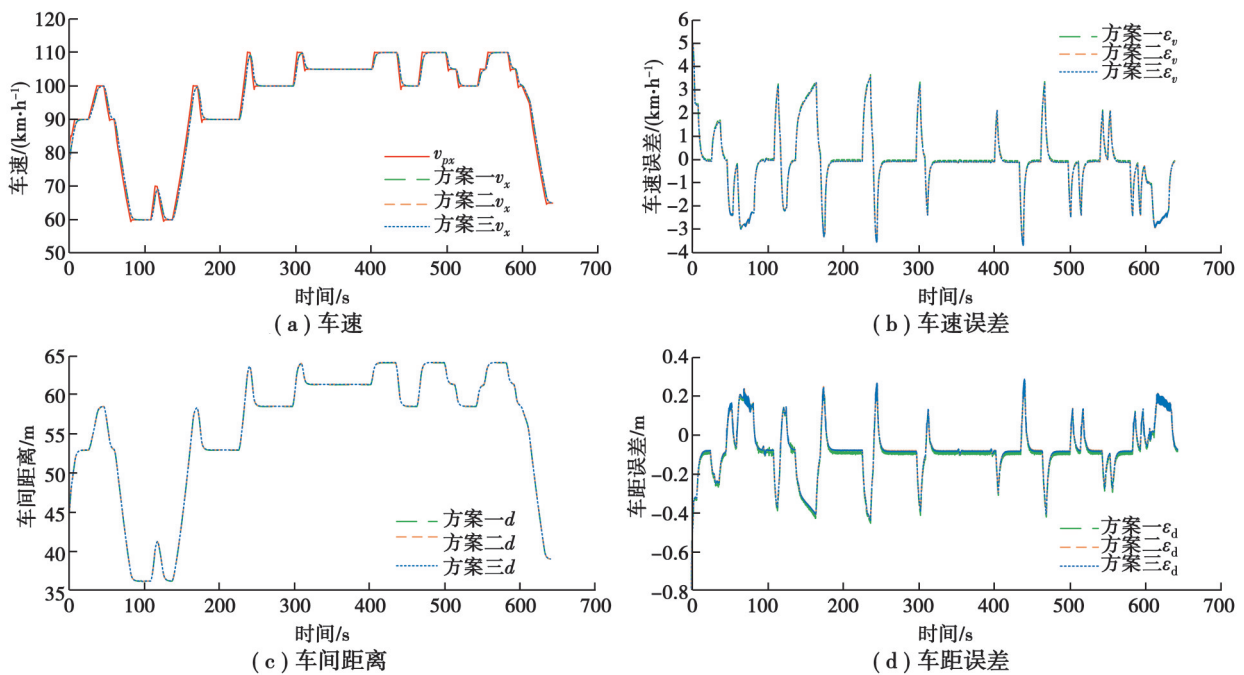 120
110
100
90
80
70
60
50
车速/(km·h⁻¹)
v_px
方案一v_x
方案二v_x
方案三v_x
0 100 200 300 400 500 600 700
时间/s
(a)车速
6
5
4
3
2
1
0
−1
−2
−3
−4
车速误差/(km·h⁻¹)
方案一ε_v
方案二ε_v
方案三ε_v
0 100 200 300 400 500 600 700
时间/s
(b)车速误差
65
60
55
50
45
40
35
车间距离/m
方案一d
方案二d
方案三d
0 100 200 300 400 500 600 700
时间/s
(c)车间距离
0.4
0.2
0
−0.2
−0.4
−0.6
−0.8
车距误差/m
方案一ε_d
方案二ε_d
方案三ε_d
0 100 200 300 400 500 600 700
时间/s
(d)车距误差